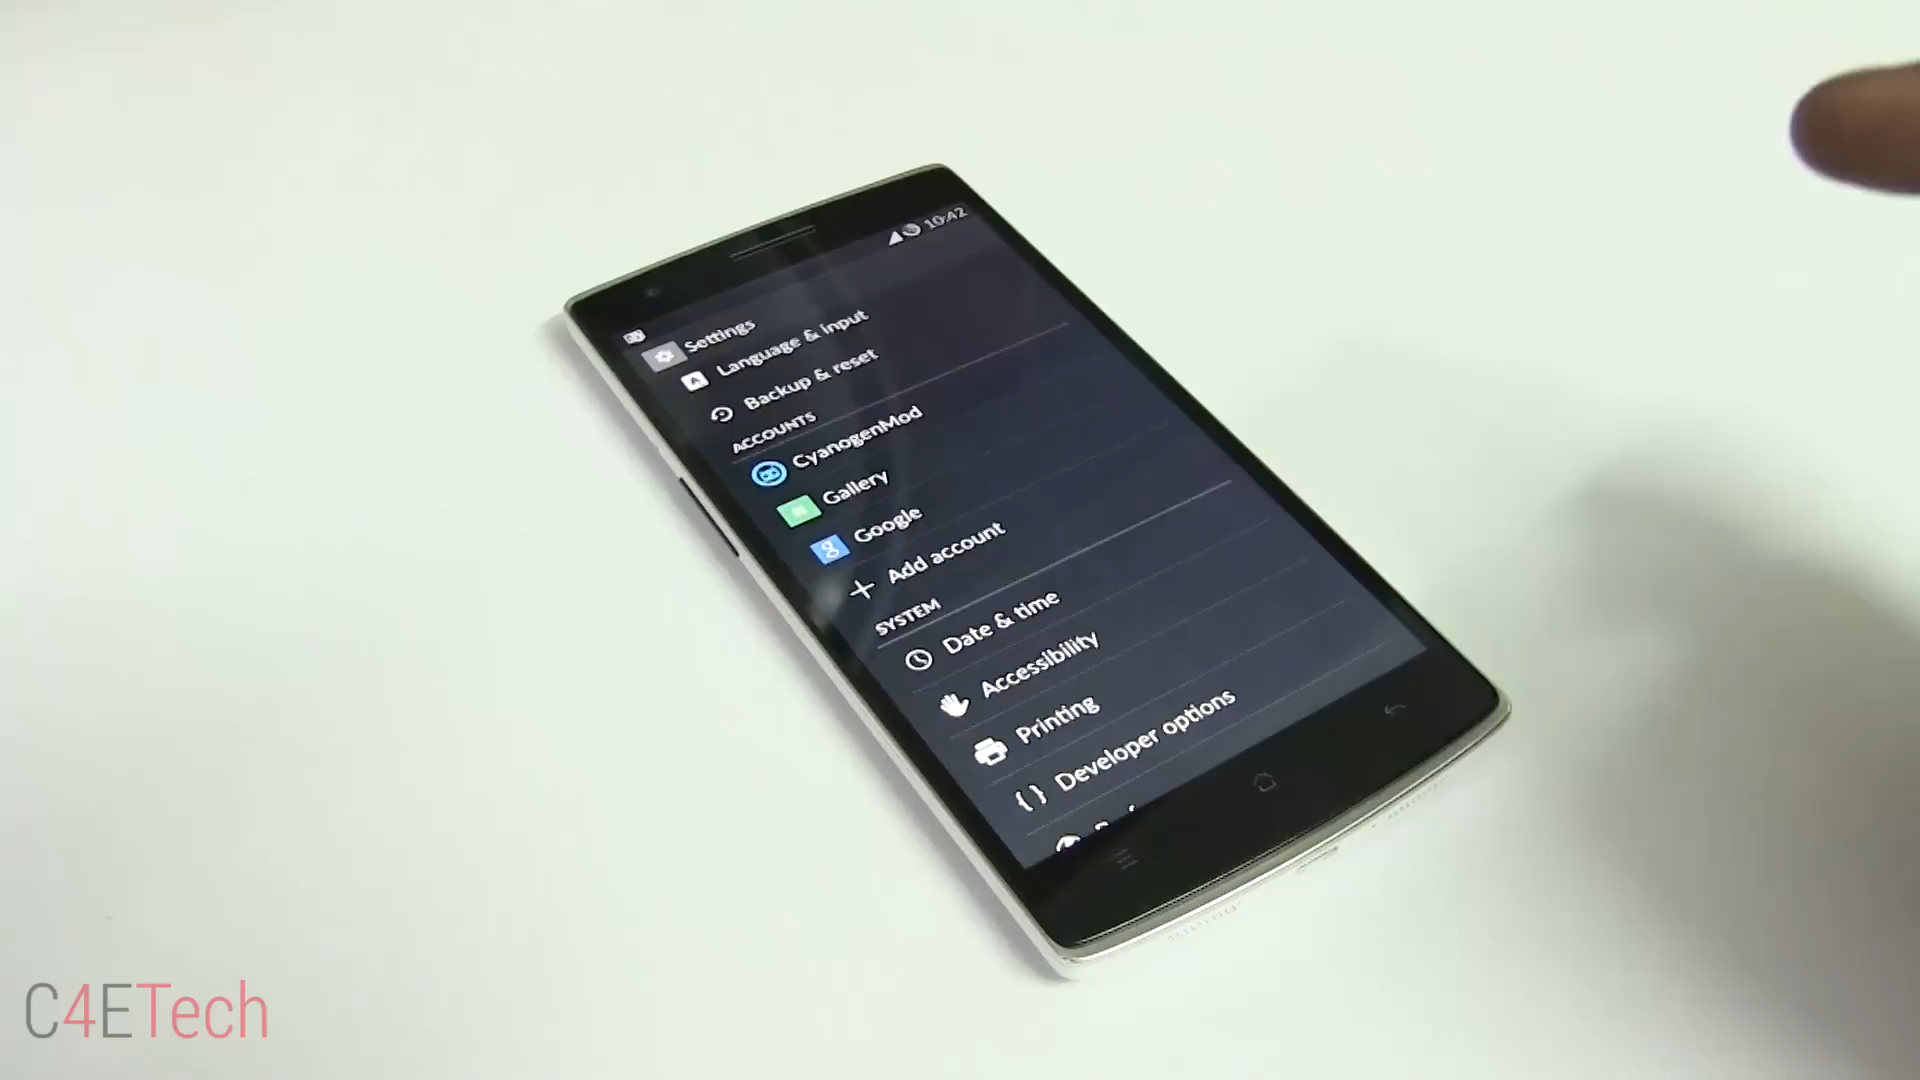 10:42
Settings
Language & input
Backup & reset
ACCOUNTS
CyanogenMod
Gallery
Google
Add account
SYSTEM
Date & time
Accessibility
Printing
{ } Developer options
C4ETech